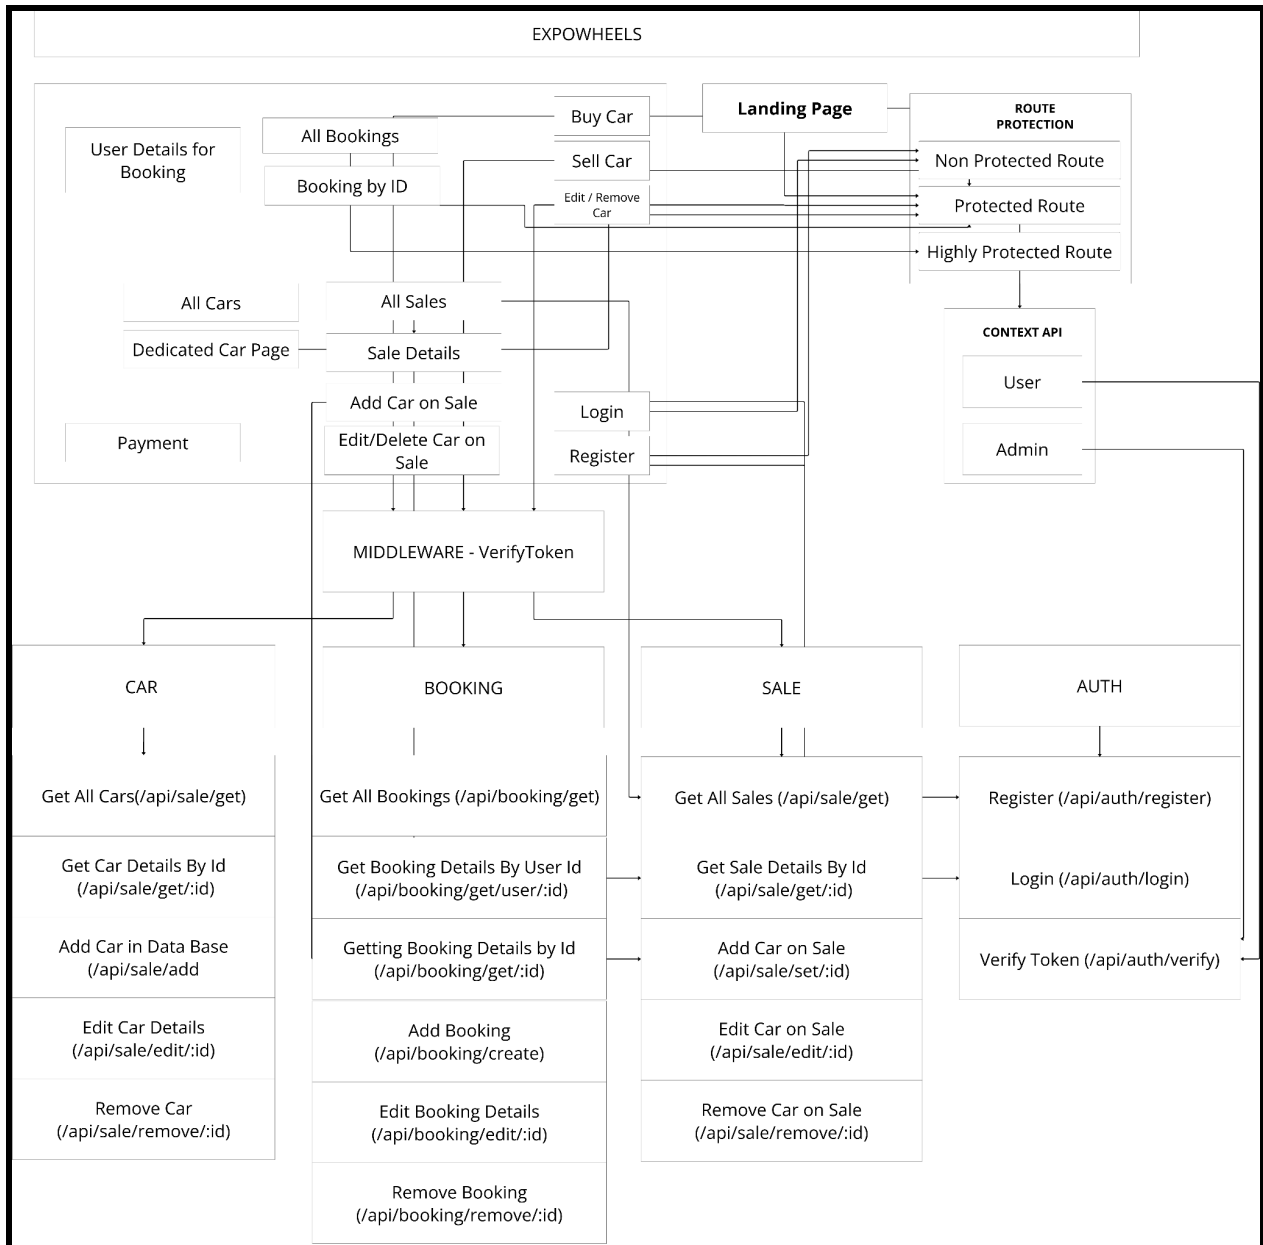 EXPOWHEELS
Landing Page
ROUTE
PROTECTION
Non Protected Route
Protected Route
Highly Protected Route
Buy Car
Sell Car
Edit / Remove
Car
All Bookings
Booking by ID
User Details for
Booking
All Cars
Dedicated Car Page
All Sales
Sale Details
Add Car on Sale
Edit/Delete Car on
Sale
Payment
Login
Register
CONTEXT API
User
Admin
MIDDLEWARE - VerifyToken
CAR
Get All Cars(/api/sale/get)
Get Car Details By Id
(/api/sale/get/:id)
Add Car in Data Base
(/api/sale/add
Edit Car Details
(/api/sale/edit/:id)
Remove Car
(/api/sale/remove/:id)
BOOKING
Get All Bookings (/api/booking/get)
Get Booking Details By User Id
(/api/booking/get/user/:id)
Getting Booking Details by Id
(/api/booking/get/:id)
Add Booking
(/api/booking/create)
Edit Booking Details
(/api/booking/edit/:id)
Remove Booking
(/api/booking/remove/:id)
SALE
Get All Sales (/api/sale/get)
Get Sale Details By Id
(/api/sale/get/:id)
Add Car on Sale
(/api/sale/set/:id)
Edit Car on Sale
(/api/sale/edit/:id)
Remove Car on Sale
(/api/sale/remove/:id)
AUTH
Register (/api/auth/register)
Login (/api/auth/login)
Verify Token (/api/auth/verify)